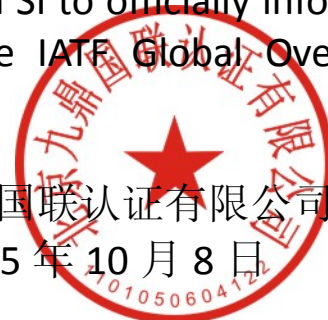 SI to officially info
e IATF Global Ove
北京九鼎国联认证有限公司
国联认证有限公司
5 年 10 月 8 日
1101050604122